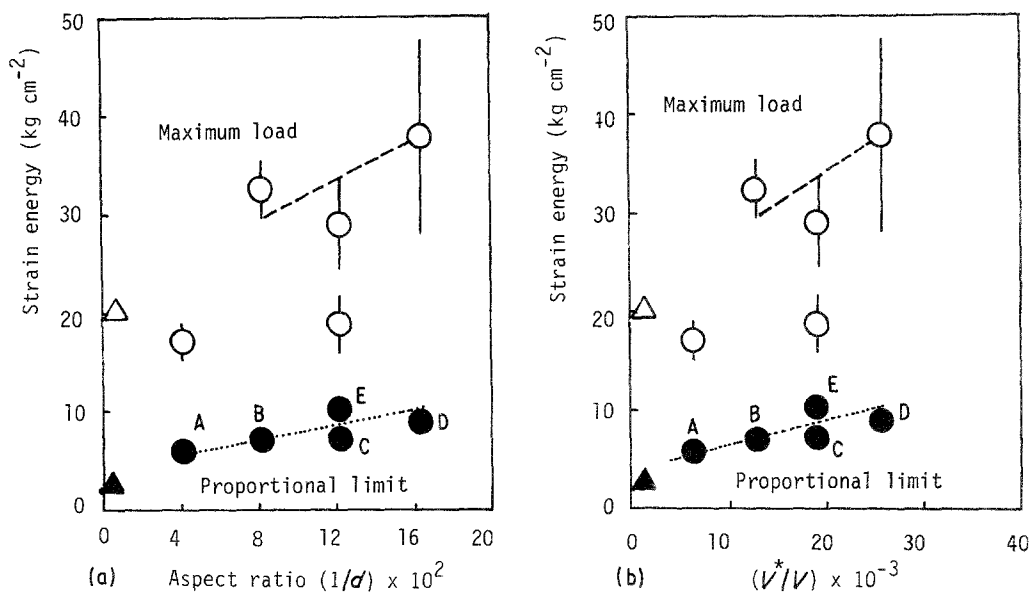 50
40
30
20
10
0
Strain energy (kg cm⁻²)
Maximum load
A
B
E
C
D
Proportional limit
0
4
8
12
16
20
(a) Aspect ratio (1/d) x 10²
50
40
30
20
10
0
Strain energy (kg cm⁻²)
Maximum load
A
B
E
C
D
Proportional limit
0
10
20
30
40
(b) (V*/V) x 10⁻³